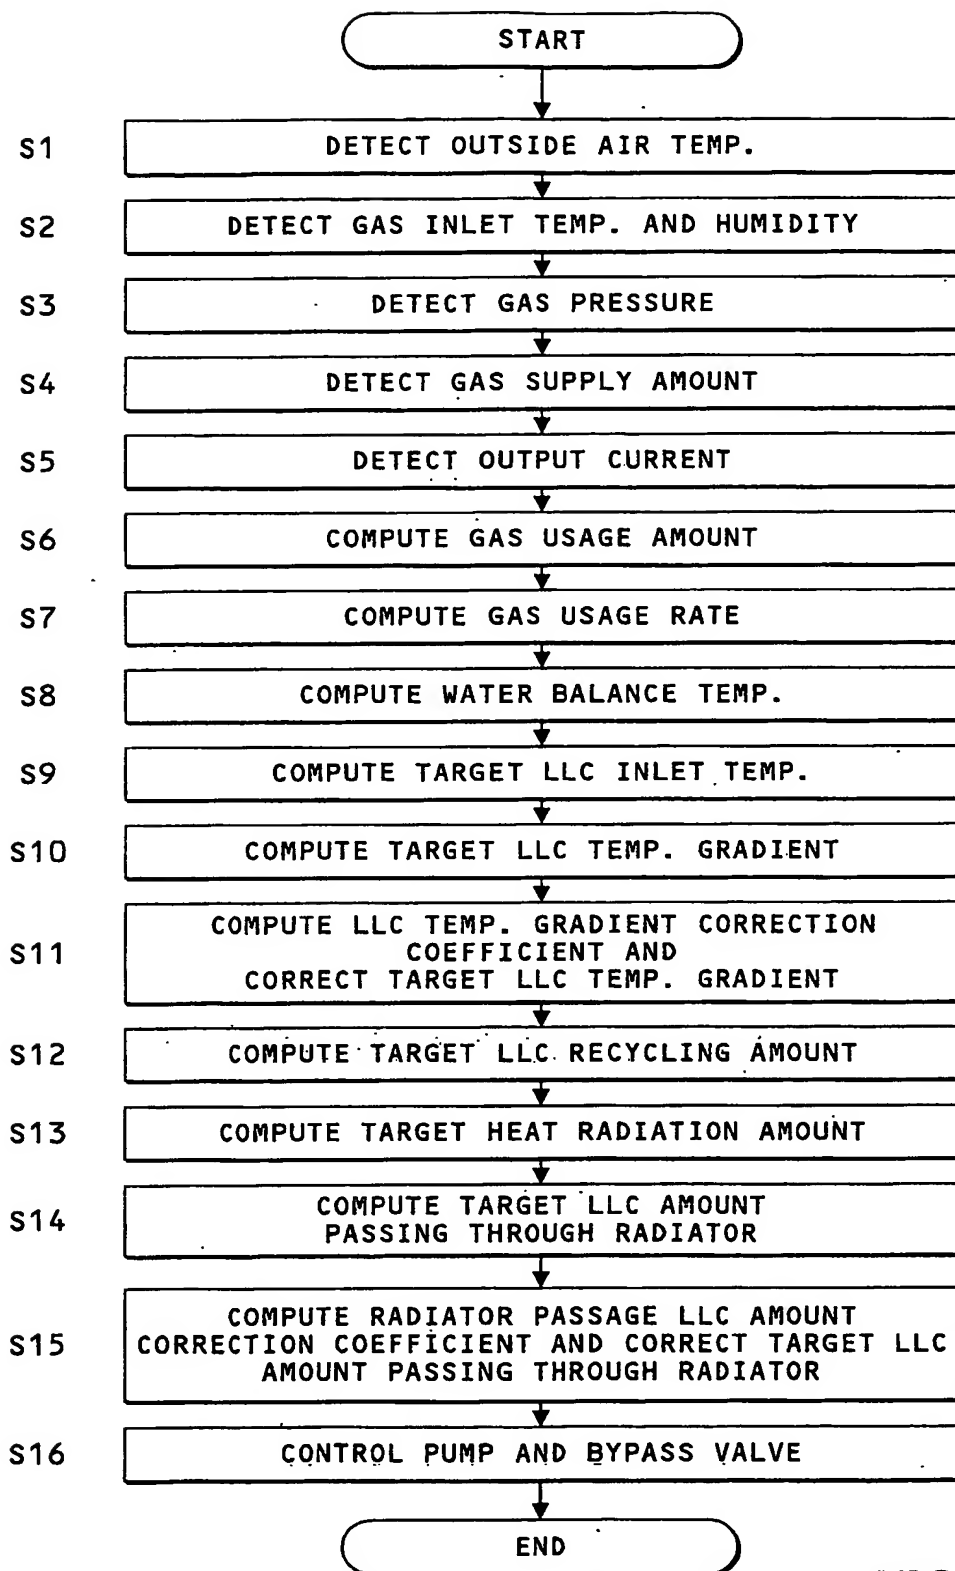 START
S1 DETECT OUTSIDE AIR TEMP.
S2 DETECT GAS INLET TEMP. AND HUMIDITY
S3 DETECT GAS PRESSURE
S4 DETECT GAS SUPPLY AMOUNT
S5 DETECT OUTPUT CURRENT
S6 COMPUTE GAS USAGE AMOUNT
S7 COMPUTE GAS USAGE RATE
S8 COMPUTE WATER BALANCE TEMP.
S9 COMPUTE TARGET LLC INLET TEMP.
S10 COMPUTE TARGET LLC TEMP. GRADIENT
S11 COMPUTE LLC TEMP. GRADIENT CORRECTION
COEFFICIENT AND
CORRECT TARGET LLC TEMP. GRADIENT
S12 COMPUTE TARGET LLC RECYCLING AMOUNT
S13 COMPUTE TARGET HEAT RADIATION AMOUNT
S14 COMPUTE TARGET LLC AMOUNT
PASSING THROUGH RADIATOR
S15 COMPUTE RADIATOR PASSAGE LLC AMOUNT
CORRECTION COEFFICIENT AND CORRECT TARGET LLC
AMOUNT PASSING THROUGH RADIATOR
S16 CONTROL PUMP AND BYPASS VALVE
END